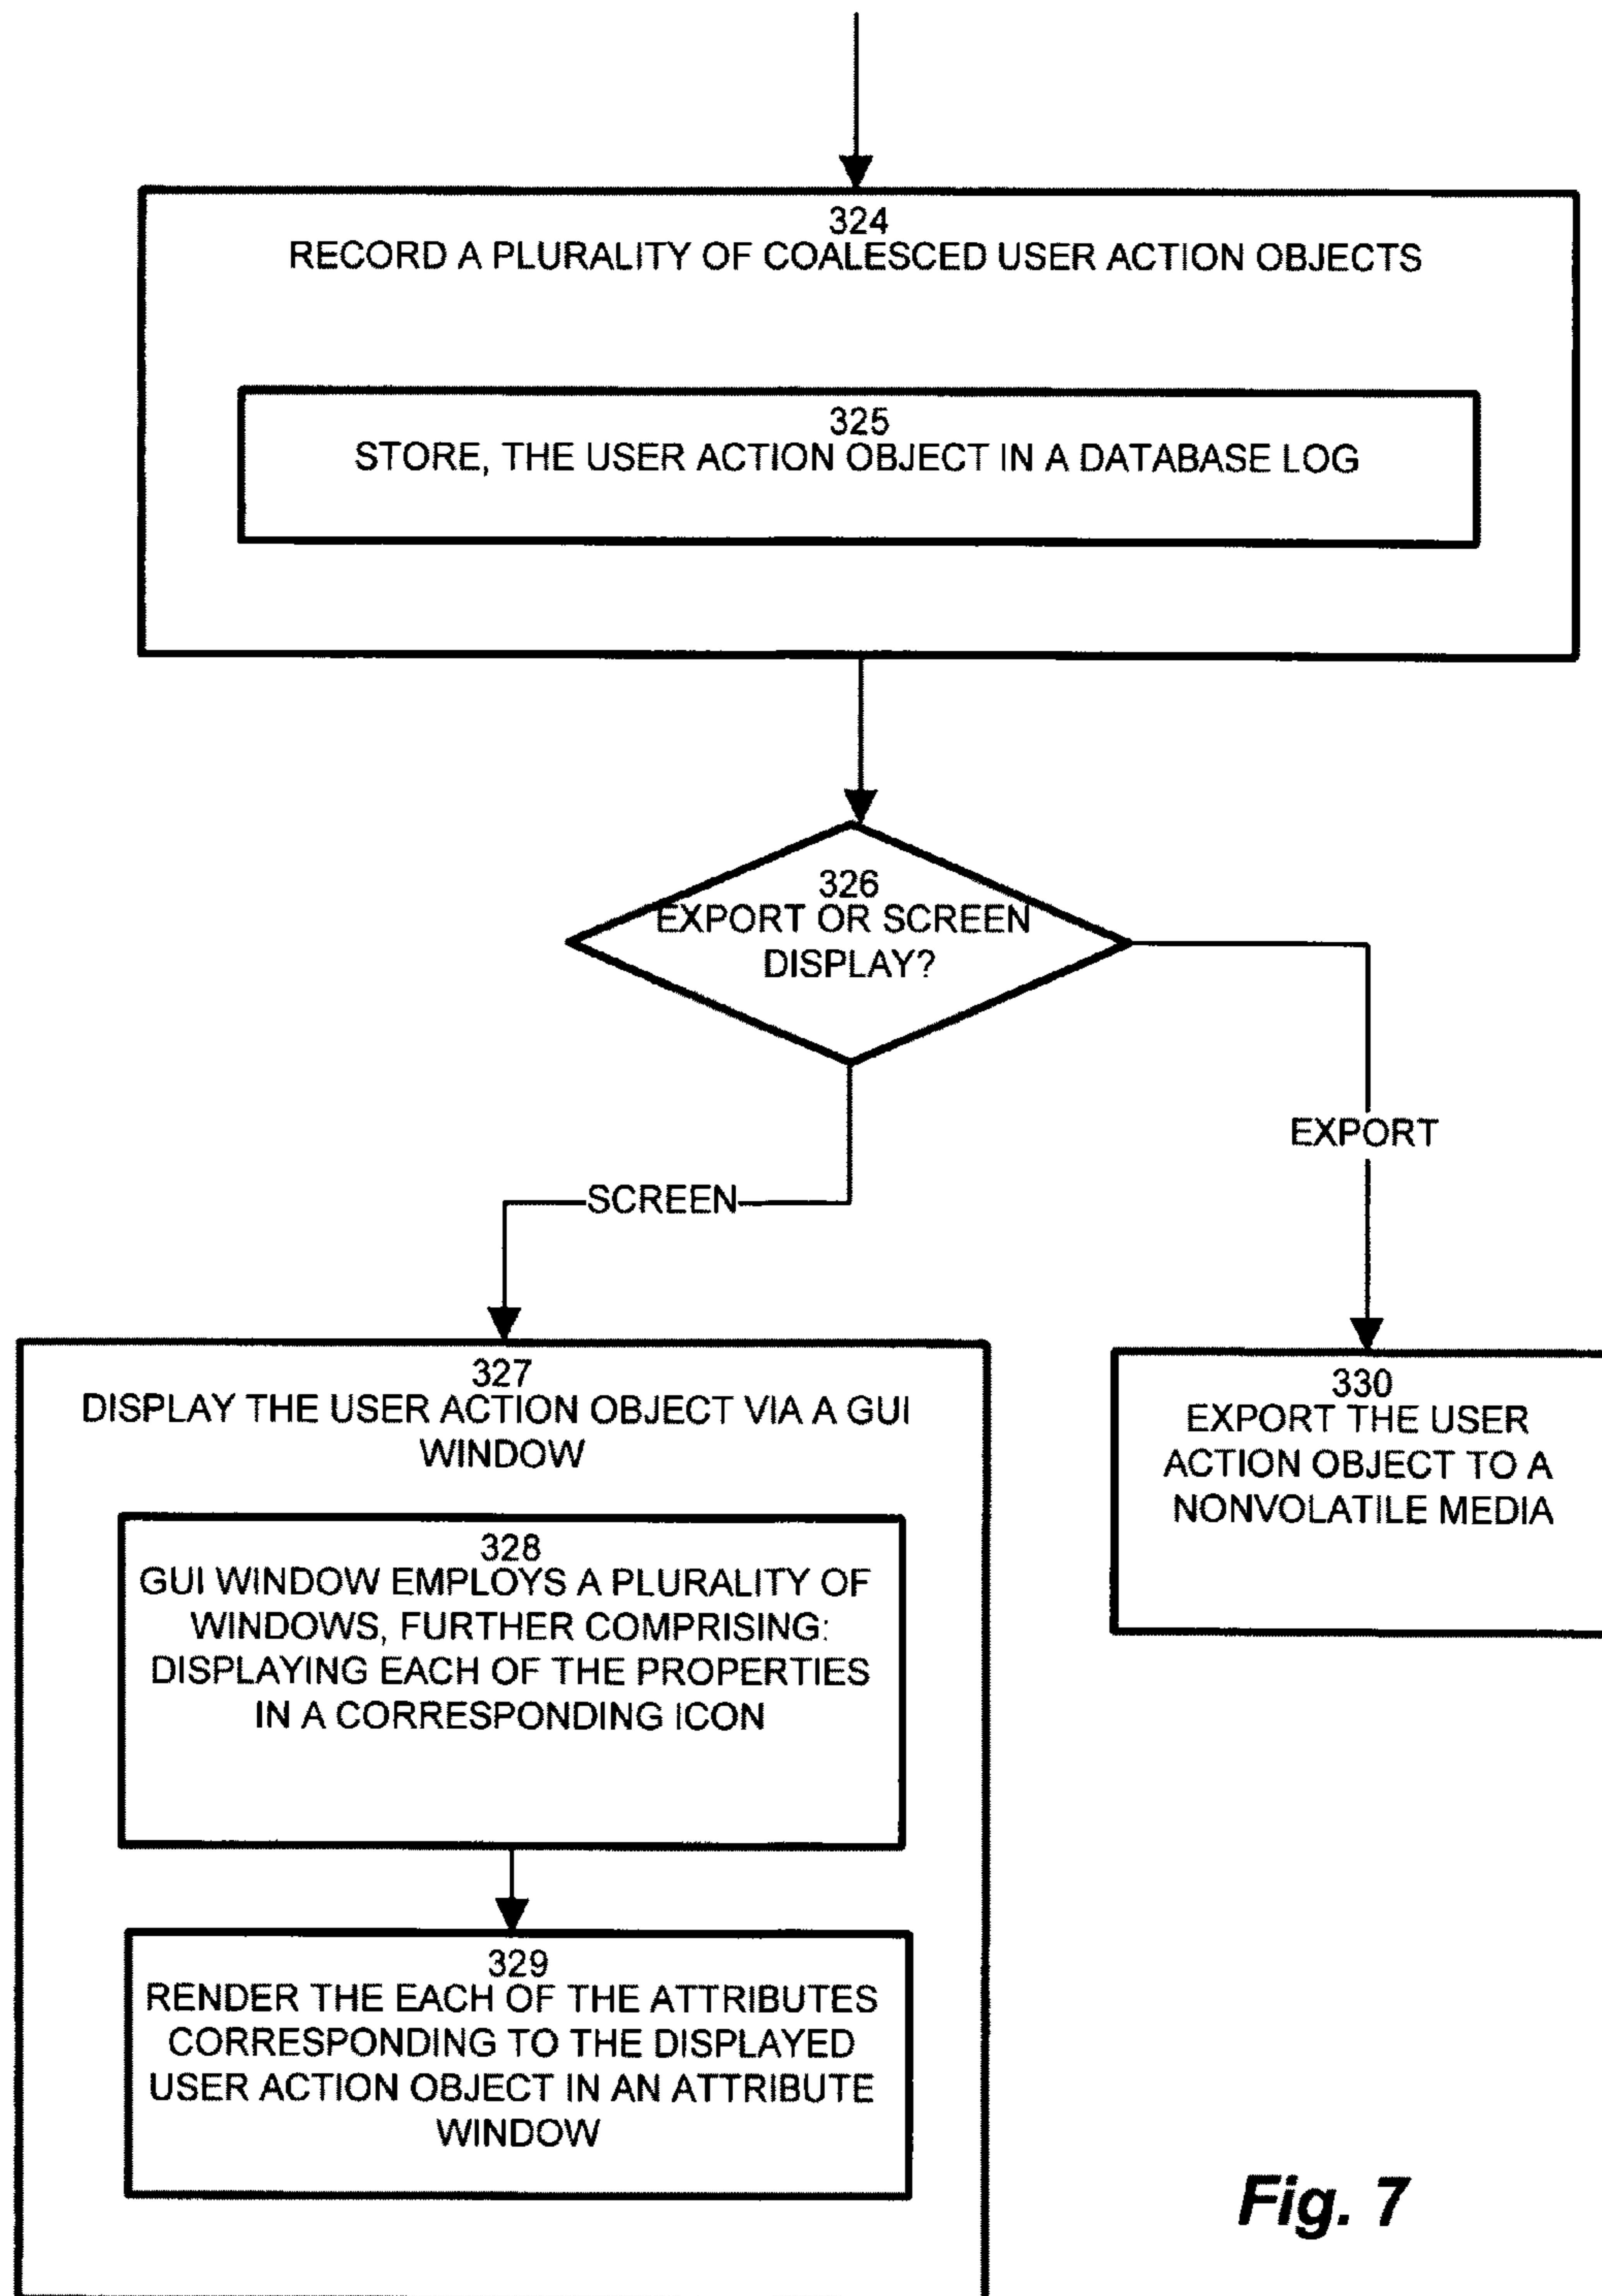 324
RECORD A PLURALITY OF COALESCED USER ACTION OBJECTS
325
STORE, THE USER ACTION OBJECT IN A DATABASE LOG
326
EXPORT OR SCREEN
DISPLAY?
EXPORT
SCREEN
327
DISPLAY THE USER ACTION OBJECT VIA A GUI
WINDOW
328
GUI WINDOW EMPLOYS A PLURALITY OF
WINDOWS, FURTHER COMPRISING:
DISPLAYING EACH OF THE PROPERTIES
IN A CORRESPONDING ICON
329
RENDER THE EACH OF THE ATTRIBUTES
CORRESPONDING TO THE DISPLAYED
USER ACTION OBJECT IN AN ATTRIBUTE
WINDOW
330
EXPORT THE USER
ACTION OBJECT TO A
NONVOLATILE MEDIA
Fig. 7